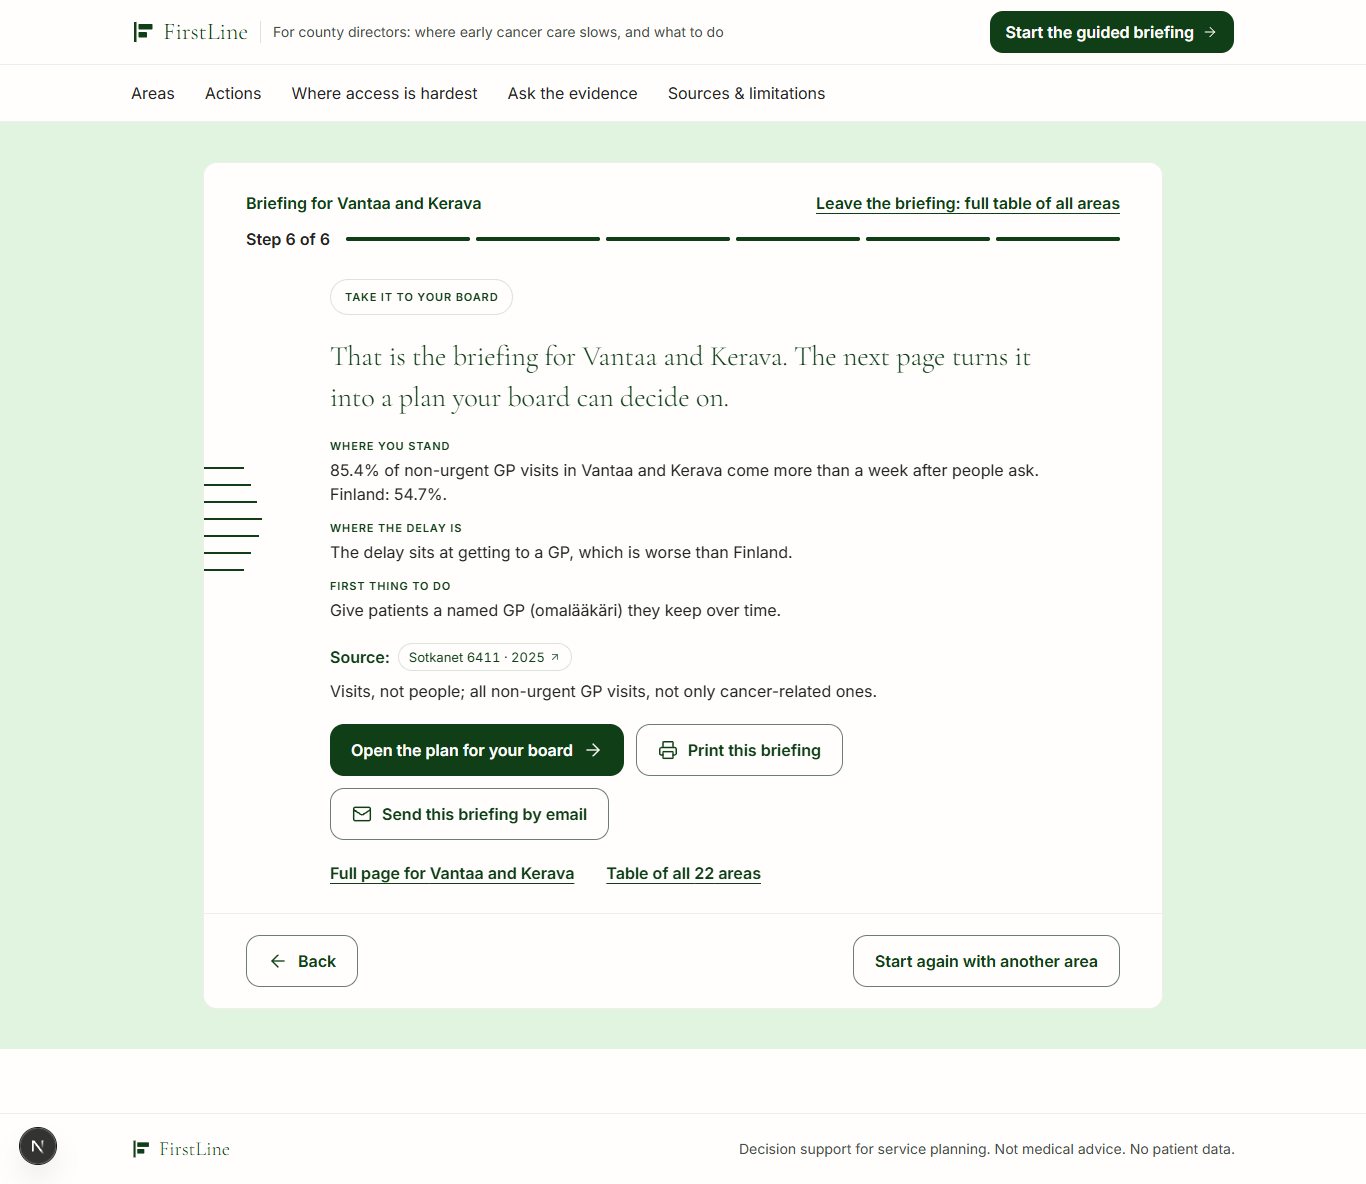 FirstLine
For county directors: where early cancer care slows, and what to do
Start the guided briefing
Areas
Actions
Where access is hardest
Ask the evidence
Sources & limitations
Briefing for Vantaa and Kerava
Leave the briefing: full table of all areas
Step 6 of 6
TAKE IT TO YOUR BOARD
That is the briefing for Vantaa and Kerava. The next page turns it
into a plan your board can decide on.
WHERE YOU STAND
85.4% of non-urgent GP visits in Vantaa and Kerava come more than a week after people ask.
Finland: 54.7%.
WHERE THE DELAY IS
The delay sits at getting to a GP, which is worse than Finland.
FIRST THING TO DO
Give patients a named GP (omalääkäri) they keep over time.
Source:
Sotkanet 6411 · 2025
Visits, not people; all non-urgent GP visits, not only cancer-related ones.
Open the plan for your board
Print this briefing
Send this briefing by email
Full page for Vantaa and Kerava
Table of all 22 areas
Back
Start again with another area
N
FirstLine
Decision support for service planning. Not medical advice. No patient data.